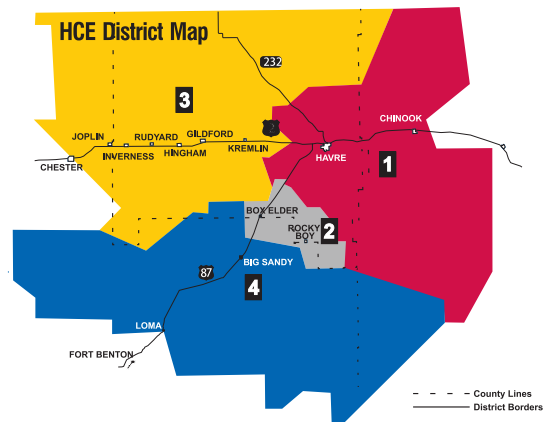 HCE District Map
232
3
2
CHINOOK
JOPLIN
RUDYARD
GILDFORD
INVERNESS
HINGHAM
KREMLIN
HAVRE
CHESTER
1
BOX ELDER
ROCKY
BOY
2
BIG SANDY
87
4
LOMA
FORT BENTON
County Lines
District Borders